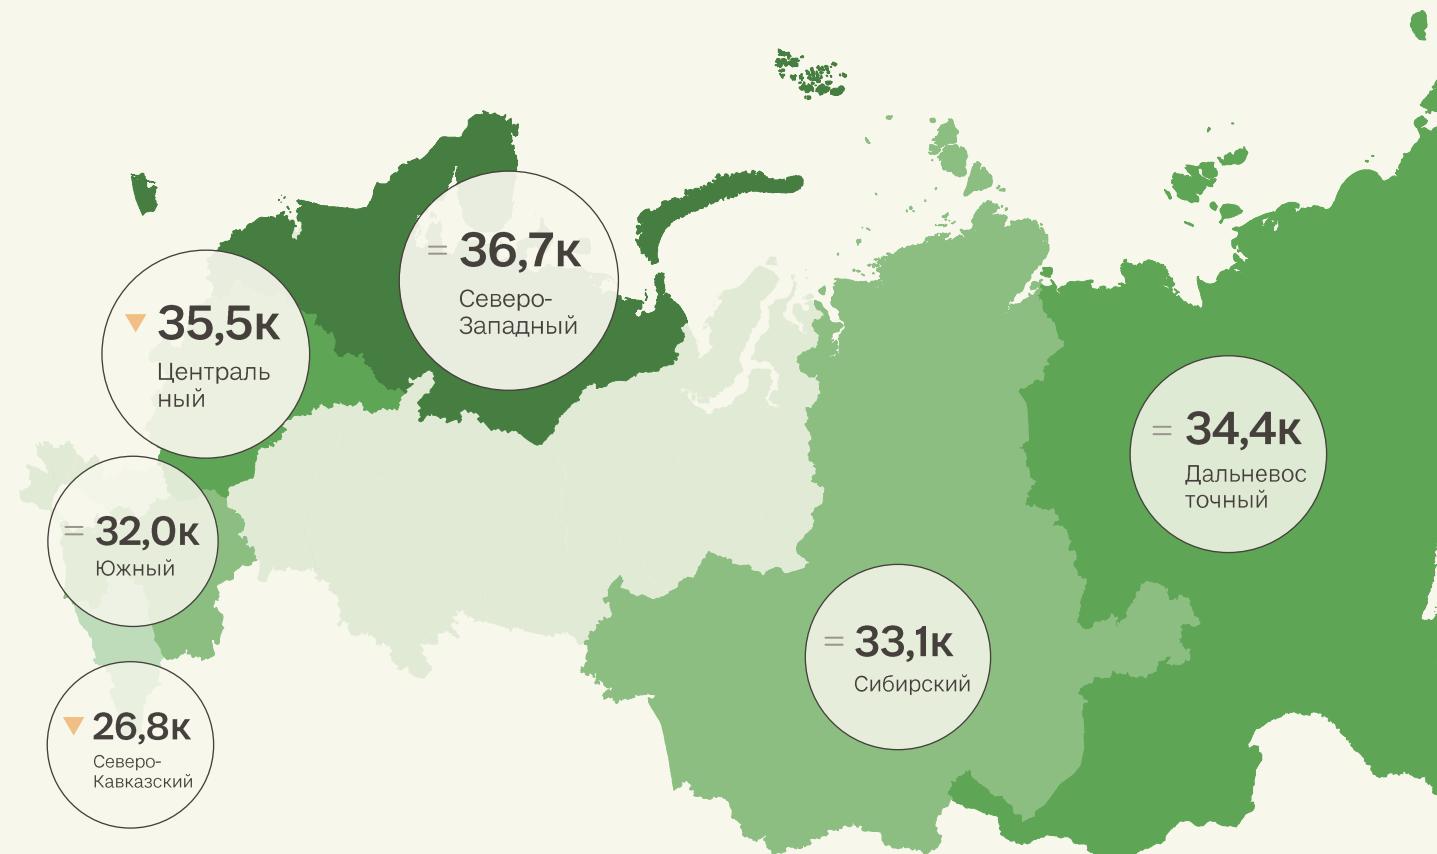 = 36,7к
Северо-
Западный
35,5к
Централь
ный
= 34,4к
Дальневос
точный
= 32,0к
Южный
= 33,1к
Сибирский
26,8к
Северо-
Кавказский